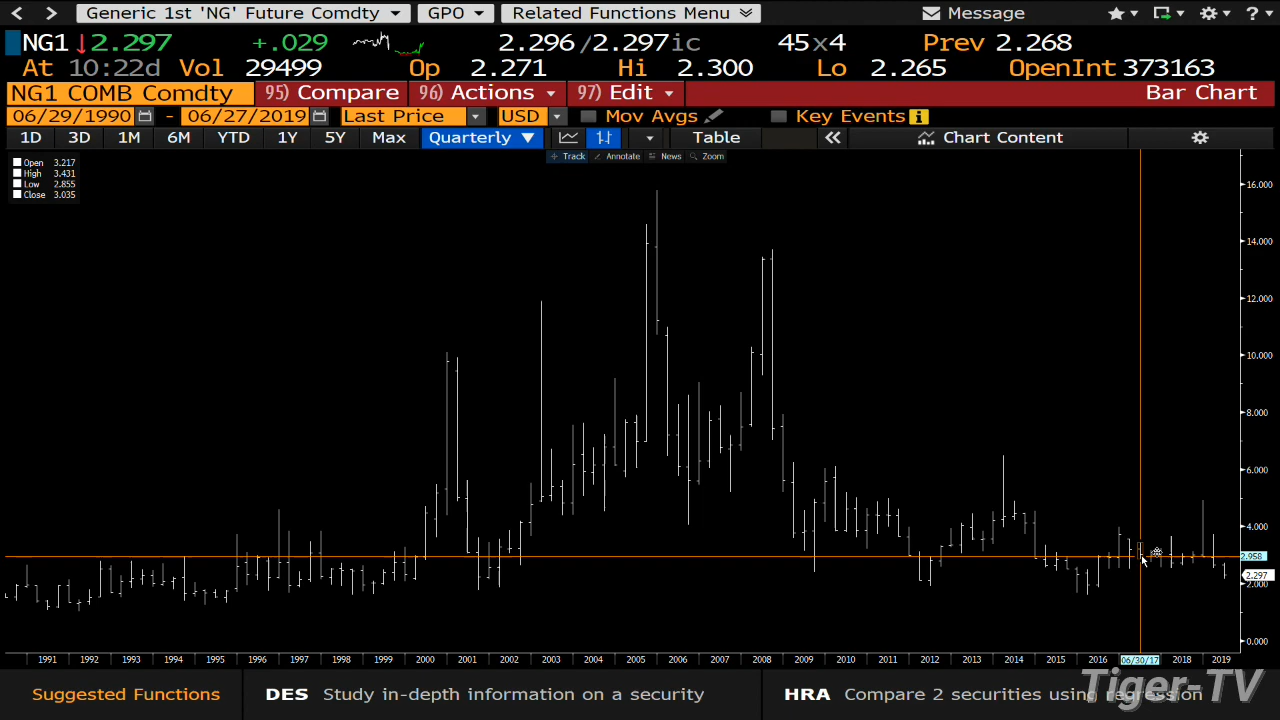 Generic 1st 'NG' Future Comdty GPO Related Functions Menu Message ?
NG1 2.297 +.029 2.296 / 2.297 ic 45x4 Prev 2.268
At 10:22d Vol 29499 Op 2.271 Hi 2.300 Lo 2.265 OpenInt 373163
NG1 COMB Comdty 95) Compare 96) Actions 97) Edit Bar Chart
06/29/1990 - 06/27/2019 Last Price USD Mov Avgs Key Events i
1D 3D 1M 6M YTD 1Y 5Y Max Quarterly Table Chart Content
Track Annotate News Zoom
Open 3.217
High 3.431
Low 2.855
Close 3.035
16.000
14.000
12.000
10.000
8.000
6.000
4.000
2.958
2.297
2.000
0.000
1991 1992 1993 1994 1995 1996 1997 1998 1999 2000 2001 2002 2003 2004 2005 2006 2007 2008 2009 2010 2011 2012 2013 2014 2015 2016 06/30/17 2018 2019
Suggested Functions DES Study in-depth information on a security HRA Compare 2 securities using regression
Tiger-TV